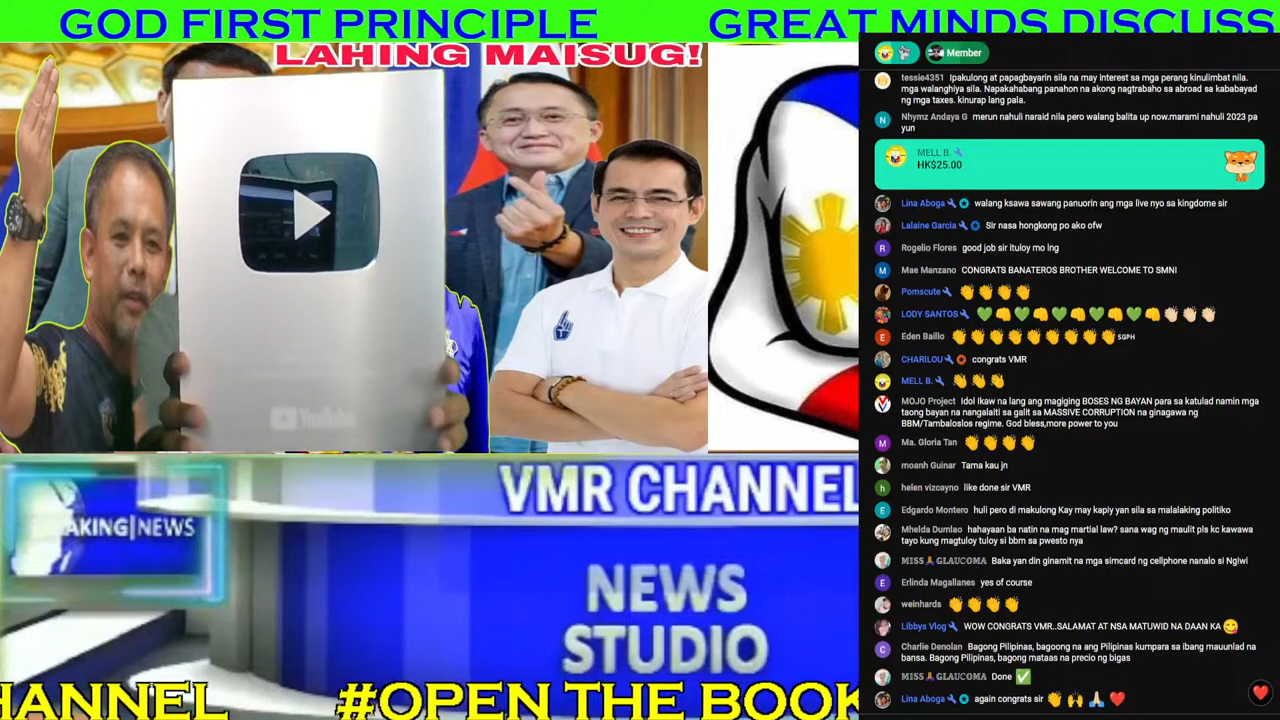 GOD FIRST PRINCIPLE
GREAT MINDS DISCUSS
LAHING MAISUG!
YouTube
VMR CHANNEL
AKING|NEWS
NEWS
STUDIO
HANNEL
#OPEN THE BOOK
Member
tessie4351 Ipakulong at papagbayarin sila na may interest sa mga perang kinulimbat nila.
mga walanghiya sila. Napakahabang panahon na akong nagtrabaho sa abroad sa kababayad
ng mga taxes. kinurap lang pala.
Nhymz Andaya G merun nahuli naraid nila pero walang balita up now.marami nahuli 2023 pa
yun
MELL B.
HK$25.00
Lina Aboga walang ksawa sawang panuorin ang mga live nyo sa kingdome sir
Lalaine Garcia Sir nasa hongkong po ako ofw
Rogelio Flores good job sir ituloy mo lng
Mae Manzano CONGRATS BANATEROS BROTHER WELCOME TO SMNI
Pomscute 👏👏👏👏
LODY SANTOS 💚👊💚👊💚👊💚👊💚👊👏🏻👏🏻👏🏻
Eden Baillo 👏👏👏👏👏👏👏👏👏SGPH
CHARILOU congrats VMR
MELL B. 👏👏👏
MOJO Project Idol Ikaw na lang ang magiging BOSES NG BAYAN para sa katulad namin mga
taong bayan na nangalaiti sa galit sa MASSIVE CORRUPTION na ginagawa ng
BBM/Tambaloslos regime. God bless,more power to you
Ma. Gloria Tan 👏👏👏👏
moanh Guinar Tama kau jn
helen vizcayno like done sir VMR
Edgardo Montero huli pero di makulong Kay may kapiy yan sila sa malalaking politiko
Mhelda Dumlao hahayaan ba natin na mag martial law? sana wag ng maulit pls kc kawawa
tayo kung magtuloy tuloy si bbm sa pwesto nya
MISS🧘GLAUCOMA Baka yan din ginamit na mga simcard ng cellphone nanalo si Ngiwi
Erlinda Magallanes yes of course
weinhards 👏👏👏👏
Libbys Vlog WOW CONGRATS VMR..SALAMAT AT NSA MATUWID NA DAAN KA 😋
Charlie Denolan Bagong Pilipinas, bagoong na ang Pilipinas kumpara sa ibang mauunlad na
bansa. Bagong Pilipinas, bagong mataas na precio ng bigas
MISS🧘GLAUCOMA Done ✅
Lina Aboga again congrats sir 👏🙌🙏🏻❤️